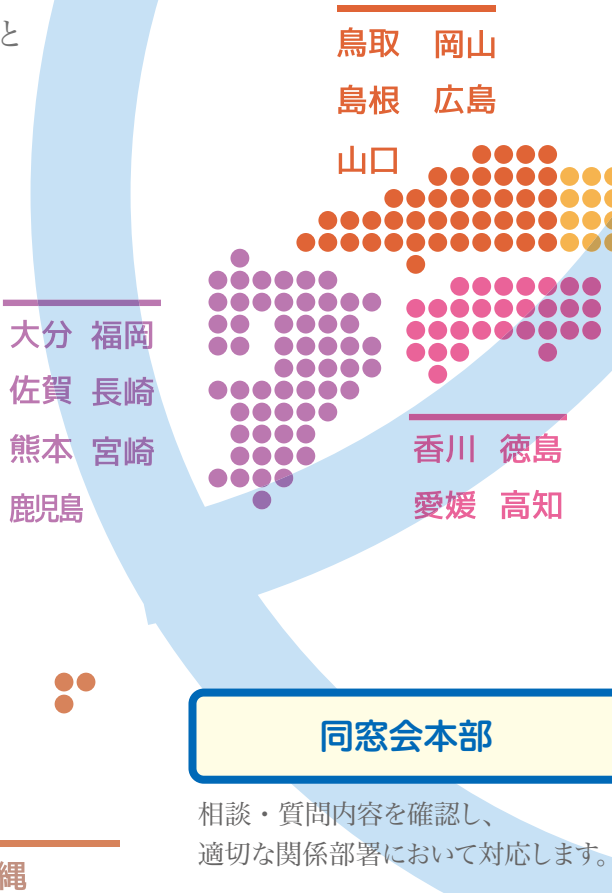 と
鳥取 岡山
島根 広島
山口
大分 福岡
佐賀 長崎
熊本 宮崎
鹿児島
香川 徳島
愛媛 高知
同窓会本部
相談・質問内容を確認し、
適切な関係部署において対応します。
縄